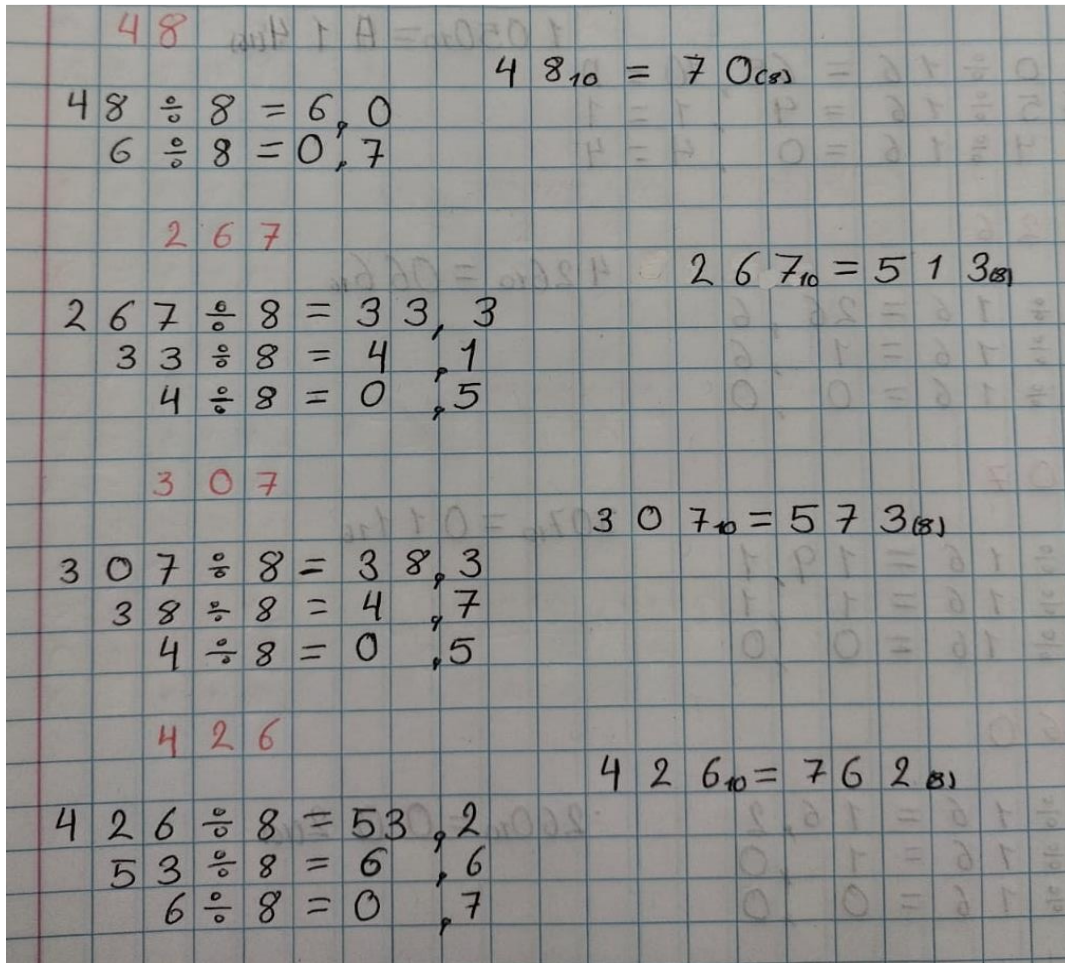 48
48₁₀ = 70(8)
48 ÷ 8 = 6,0
6 ÷ 8 = 0,7
267
267₁₀ = 513(8)
267 ÷ 8 = 33,3
33 ÷ 8 = 4,1
4 ÷ 8 = 0,5
307
307₁₀ = 573(8)
307 ÷ 8 = 38,3
38 ÷ 8 = 4,7
4 ÷ 8 = 0,5
426
426₁₀ = 762(8)
426 ÷ 8 = 53,2
53 ÷ 8 = 6,6
6 ÷ 8 = 0,7